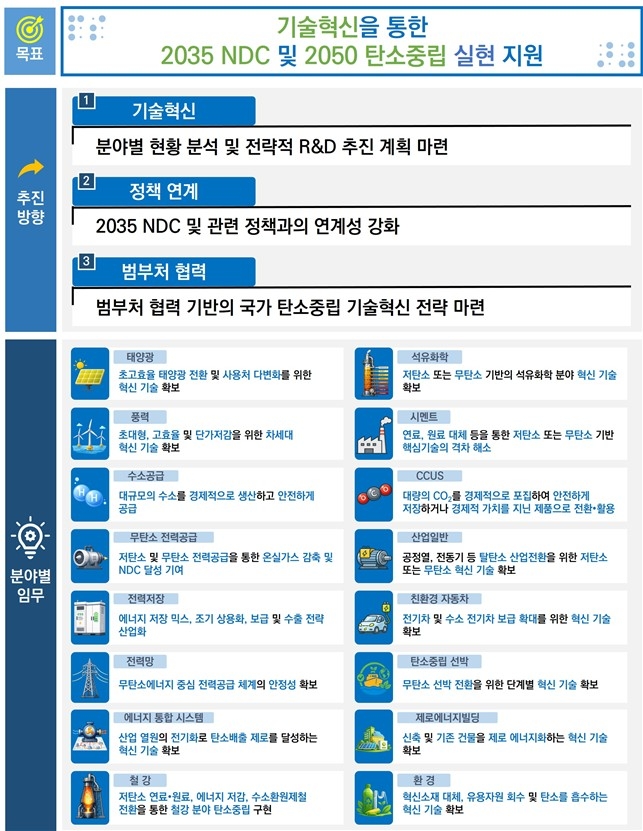 목표
기술혁신을 통한
2035 NDC 및 2050 탄소중립 실현 지원
추진
방향
1
기술혁신
분야별 현황 분석 및 전략적 R&D 추진 계획 마련
2
정책 연계
2035 NDC 및 관련 정책과의 연계성 강화
3
범부처 협력
범부처 협력 기반의 국가 탄소중립 기술혁신 전략 마련
분야별
임무
태양광
초고효율 태양광 전환 및 사용처 다변화를 위한
혁신 기술 확보
풍력
초대형, 고효율 및 단가저감을 위한 차세대
혁신 기술 확보
수소공급
H H
대규모의 수소를 경제적으로 생산하고 안전하게
공급
무탄소 전력공급
저탄소 및 무탄소 전력공급을 통한 온실가스 감축 및
NDC 달성 기여
전력저장
에너지 저장 믹스, 조기 상용화, 보급 및 수출 전략
산업화
전력망
무탄소에너지 중심 전력공급 체계의 안정성 확보
에너지 통합 시스템
산업 열원의 전기화로 탄소배출 제로를 달성하는
혁신 기술 확보
철 강
저탄소 연료•원료, 에너지 저감, 수소환원제철
전환을 통한 철강 분야 탄소중립 구현
석유화학
저탄소 또는 무탄소 기반의 석유화학 분야 혁신 기술
확보
시멘트
연료, 원료 대체 등을 통한 저탄소 또는 무탄소 기반
핵심기술의 격차 해소
CCUS
O C O
대량의 CO₂를 경제적으로 포집하여 안전하게
저장하거나 경제적 가치를 지닌 제품으로 전환•활용
산업일반
공정열, 전동기 등 탈탄소 산업전환을 위한 저탄소
또는 무탄소 혁신 기술 확보
친환경 자동차
전기차 및 수소 전기차 보급 확대를 위한 혁신 기술
확보
탄소중립 선박
무탄소 선박 전환을 위한 단계별 혁신 기술 확보
제로에너지빌딩
신축 및 기존 건물을 제로 에너지화하는 혁신 기술
확보
환 경
혁신소재 대체, 유용자원 회수 및 탄소를 흡수하는
혁신 기술 확보